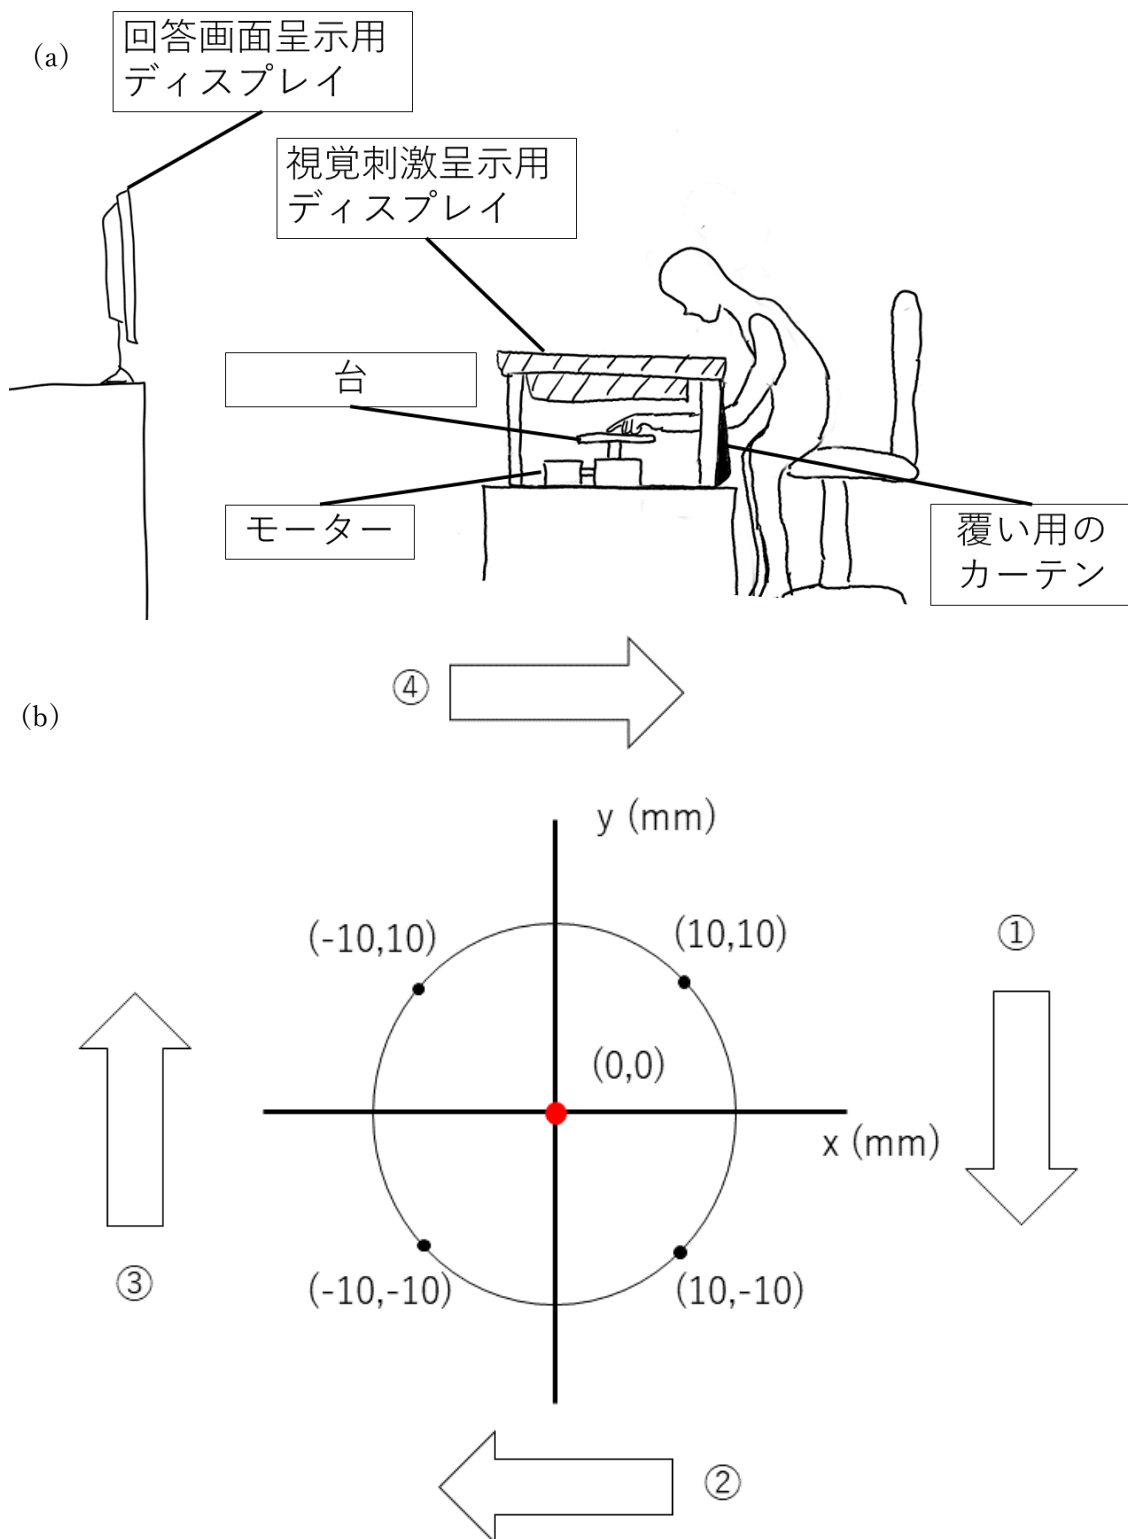 (a)
回答画面呈示用
ディスプレイ
視覚刺激呈示用
ディスプレイ
台
モーター
覆い用の
カーテン
④
(b)
y (mm)
(-10,10)
(10,10)
①
(0,0)
x (mm)
③
(-10,-10)
(10,-10)
②